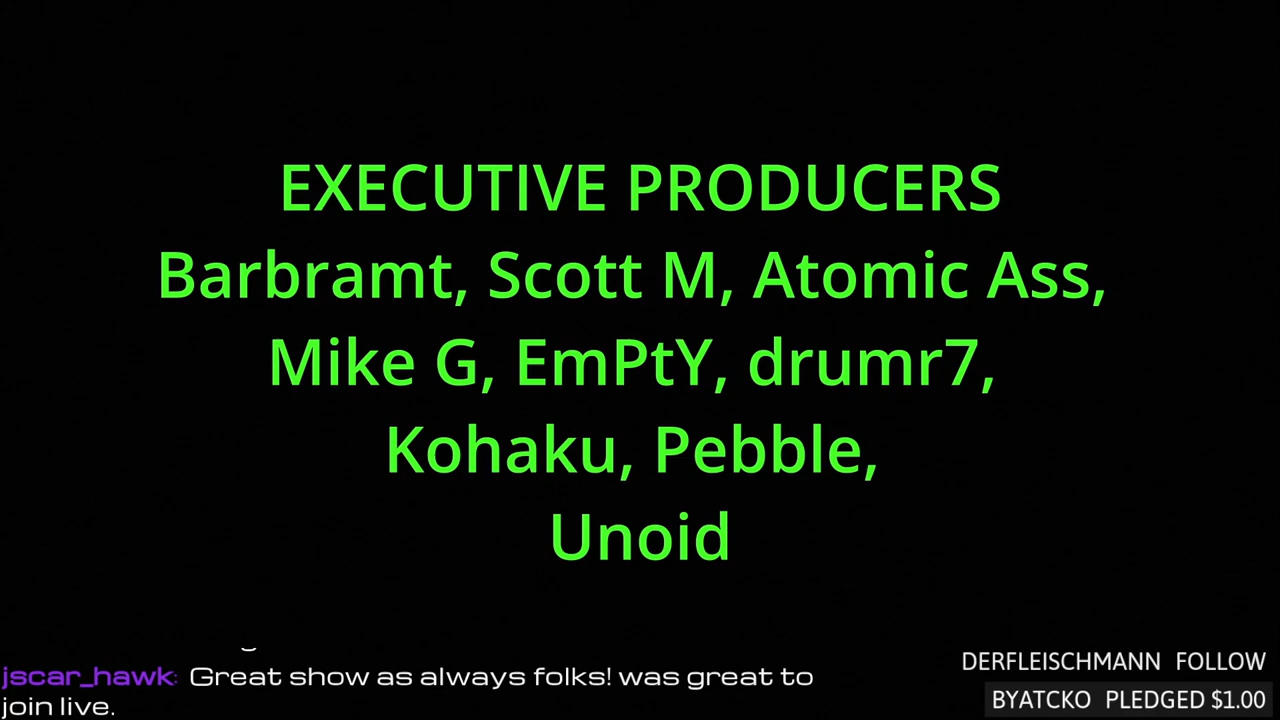 EXECUTIVE PRODUCERS
Barbramt, Scott M, Atomic Ass,
Mike G, EmPtY, drumr7,
Kohaku, Pebble,
Unoid
jscar_hawk: Great show as always folks! was great to
join live.
DERFLEISCHMANN FOLLOW
BYATCKO PLEDGED $1.00